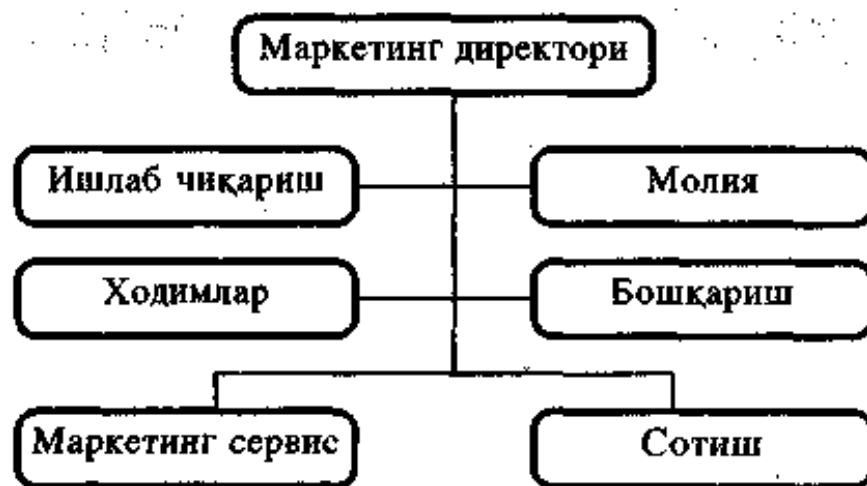 Маркетинг директори
Ишлаб чиқариш
Молия
Ходимлар
Бошқариш
Маркетинг сервис
Сотиш